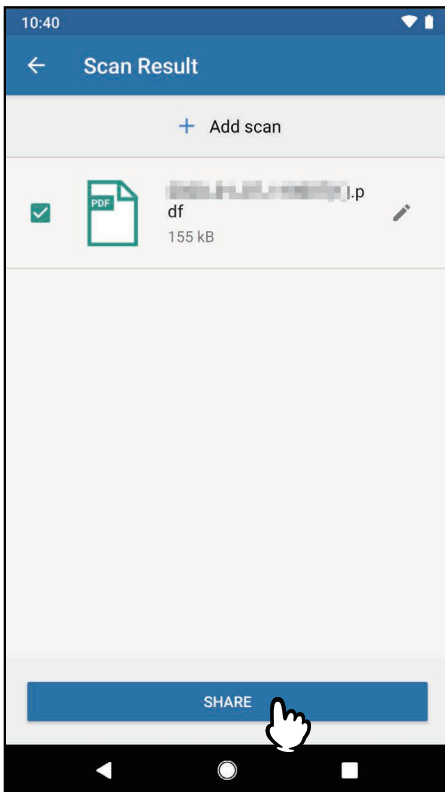 10:40
Scan Result
+ Add scan
PDF
.p
df
155 kB
SHARE